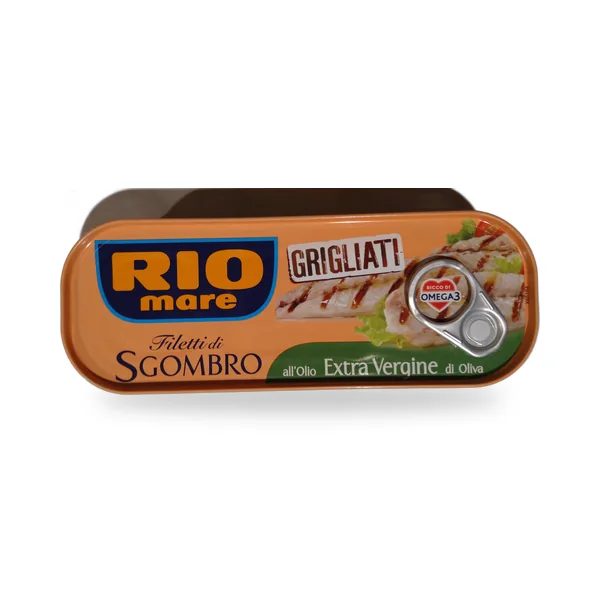 RIO
mare
GRIGLIATI
RICCO DI
OMEGA3
Filetti di
SGOMBRO
all'Olio Extra Vergine di Oliva